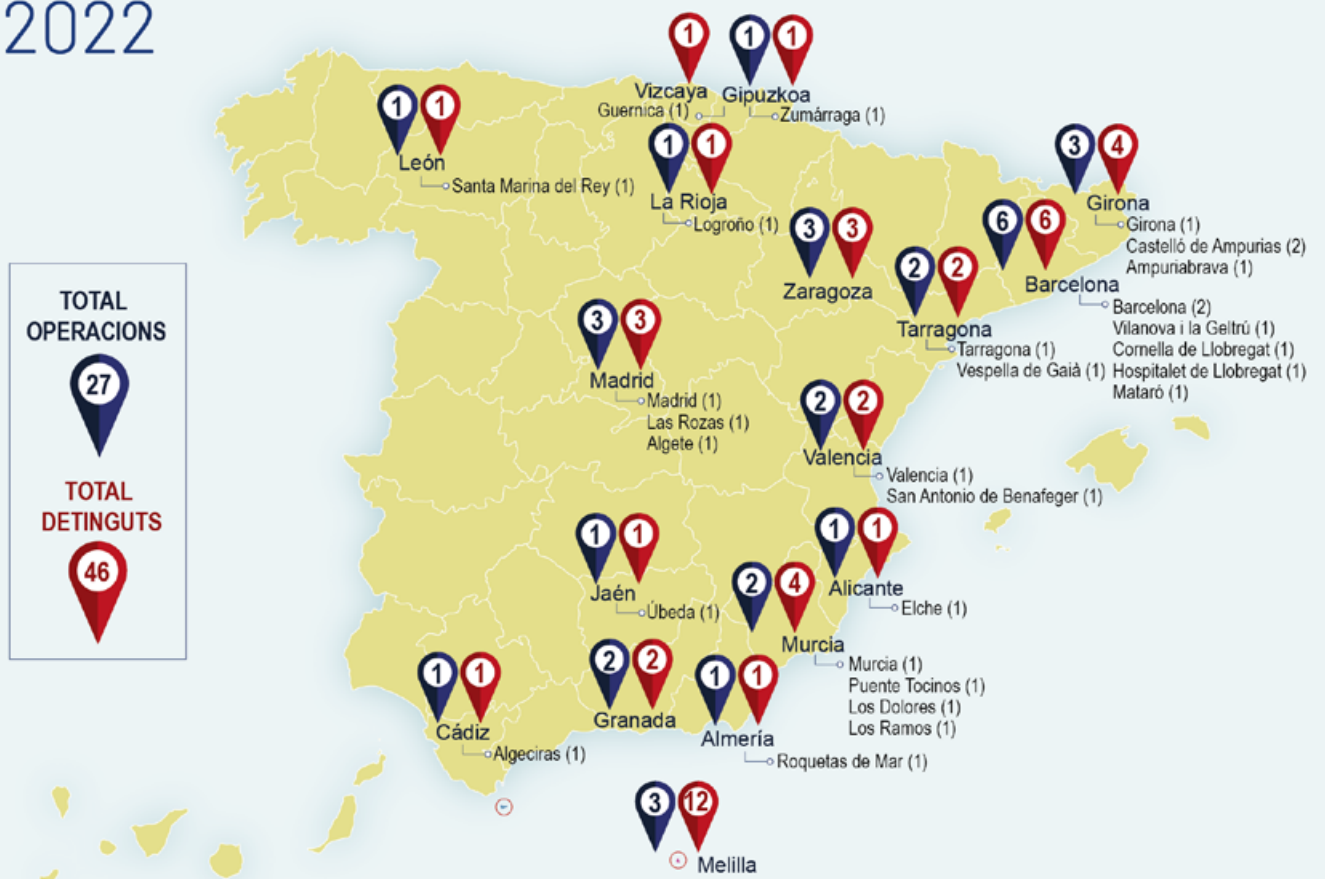 2022
TOTAL
OPERACIONS
27
TOTAL
DETINGUTS
46
1
Vizcaya
Guernica (1)
1 1
Gipuzkoa
Zumárraga (1)
1 1
León
Santa Marina del Rey (1)
1 1
La Rioja
Logroño (1)
3 4
Girona
Girona (1)
Castelló de Ampurias (2)
Ampuriabrava (1)
3 3
Zaragoza
6 6
Barcelona
Barcelona (2)
Vilanova i la Geltrú (1)
Cornella de Llobregat (1)
Hospitalet de Llobregat (1)
Mataró (1)
2 2
Tarragona
Tarragona (1)
Vespella de Gaià (1)
3 3
Madrid
Madrid (1)
Las Rozas (1)
Algete (1)
2 2
Valencia
Valencia (1)
San Antonio de Benafeger (1)
1 1
Jaén
Úbeda (1)
1 1
Alicante
Elche (1)
2 4
Murcia
Murcia (1)
Puente Tocinos (1)
Los Dolores (1)
Los Ramos (1)
1 1
Cádiz
Algeciras (1)
2 2
Granada
1 1
Almería
Roquetas de Mar (1)
3 12
Melilla